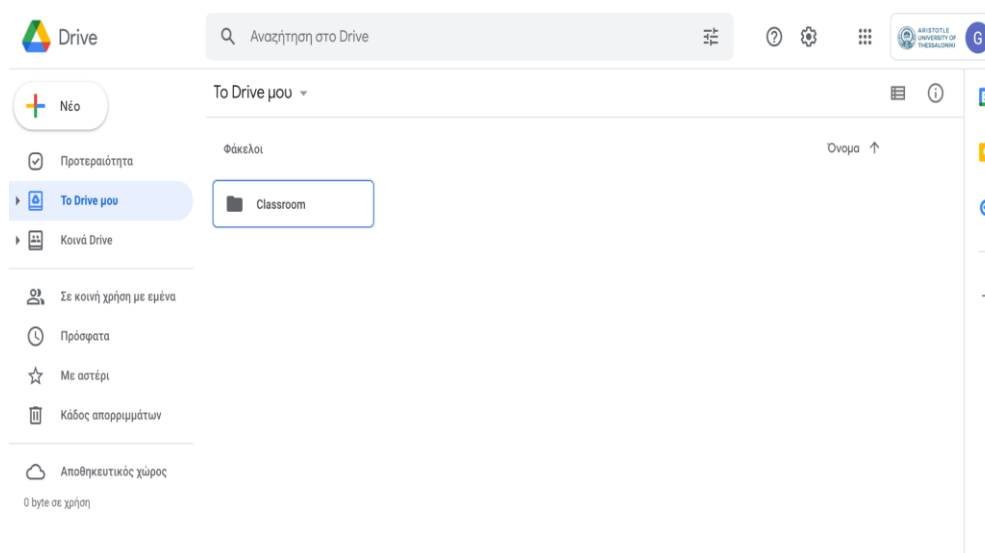 Drive
Αναζήτηση στο Drive
ARISTOTLE
UNIVERSITY OF
THESSALONIKI
G
Νέο
Το Drive μου
Προτεραιότητα
Φάκελοι
Όνομα
Το Drive μου
Classroom
Κοινά Drive
Σε κοινή χρήση με εμένα
Πρόσφατα
Με αστέρι
Κάδος απορριμμάτων
Αποθηκευτικός χώρος
0 byte σε χρήση